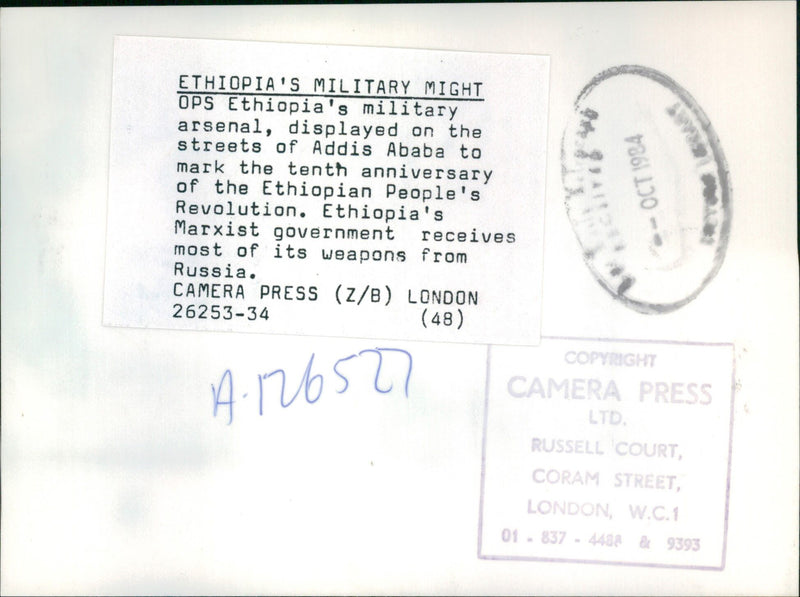 ETHIOPIA'S MILITARY MIGHT
OPS Ethiopia's military
arsenal, displayed on the
streets of Addis Ababa to
mark the tenth anniversary
of the Ethiopian People's
Revolution. Ethiopia's
Marxist government receives
most of its weapons from
Russia.
CAMERA PRESS (Z/B) LONDON
26253-34 (48)
OCT 1984
A.126527
COPYRIGHT
CAMERA PRESS
LTD.
RUSSELL COURT,
CORAM STREET,
LONDON, W.C.1
01 - 837 - 4488 & 9393